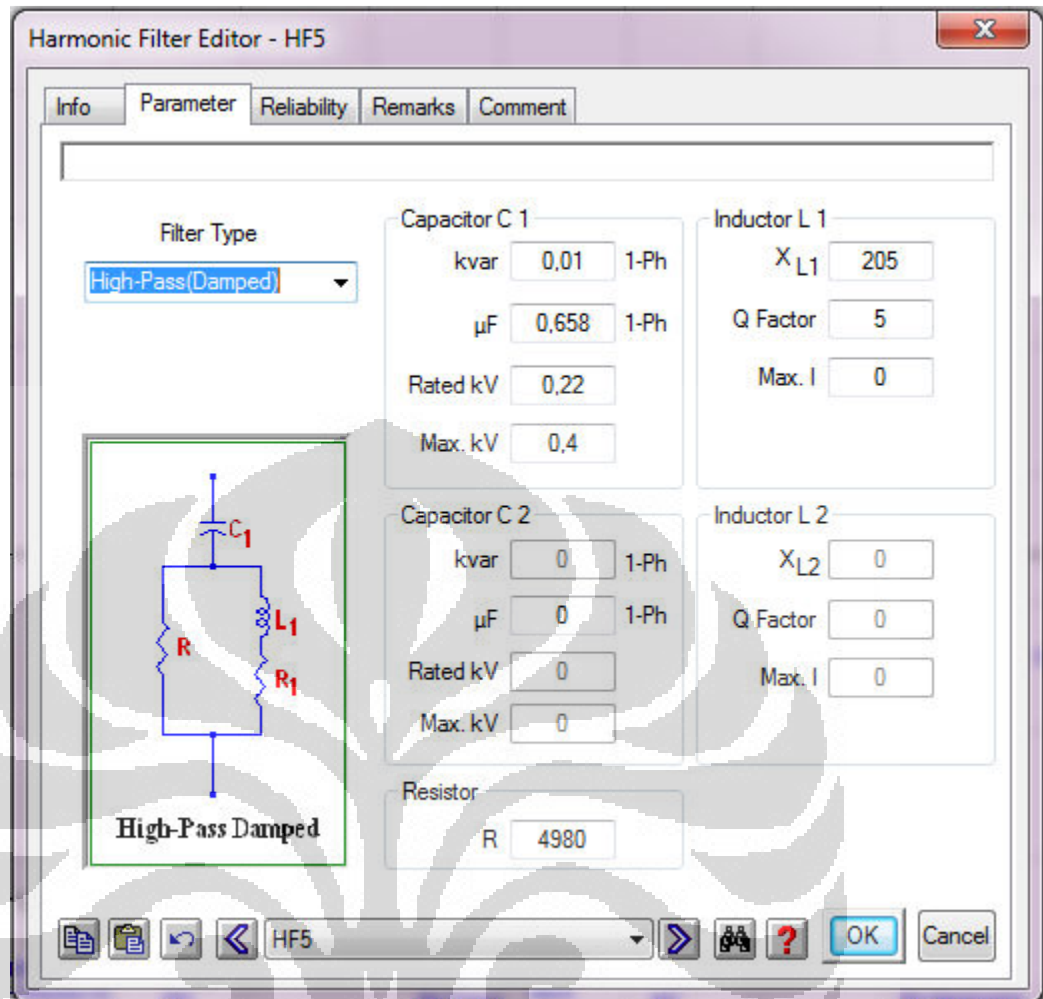 Harmonic Filter Editor - HF5
Info Parameter Reliability Remarks Comment
Filter Type
High-Pass(Damped)
Capacitor C 1
kvar 0,01 1-Ph
µF 0,658 1-Ph
Rated kV 0,22
Max. kV 0,4
Inductor L 1
XL1 205
Q Factor 5
Max. I 0
C1
R
L1
R1
High-Pass Damped
Capacitor C 2
kvar 0 1-Ph
µF 0 1-Ph
Rated kV 0
Max. kV 0
Inductor L 2
XL2 0
Q Factor 0
Max. I 0
Resistor
R 4980
HF5
?
OK
Cancel